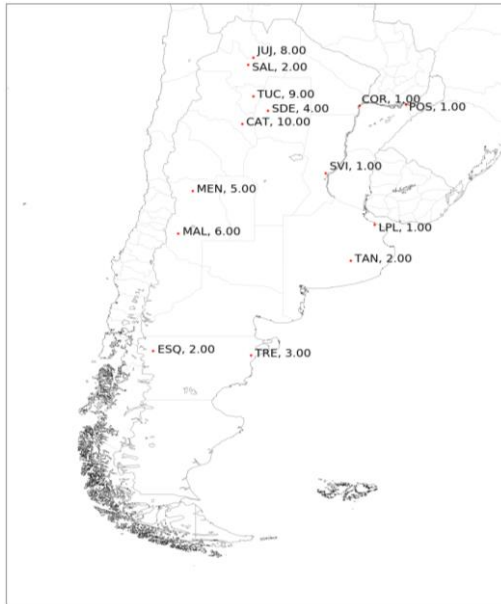 JUJ, 8.00
SAL, 2.00
TUC, 9.00
SDE, 4.00
COR, 1.00
POS, 1.00
CAT, 10.00
SVI, 1.00
MEN, 5.00
LPL, 1.00
MAL, 6.00
TAN, 2.00
ESQ, 2.00
TRE, 3.00